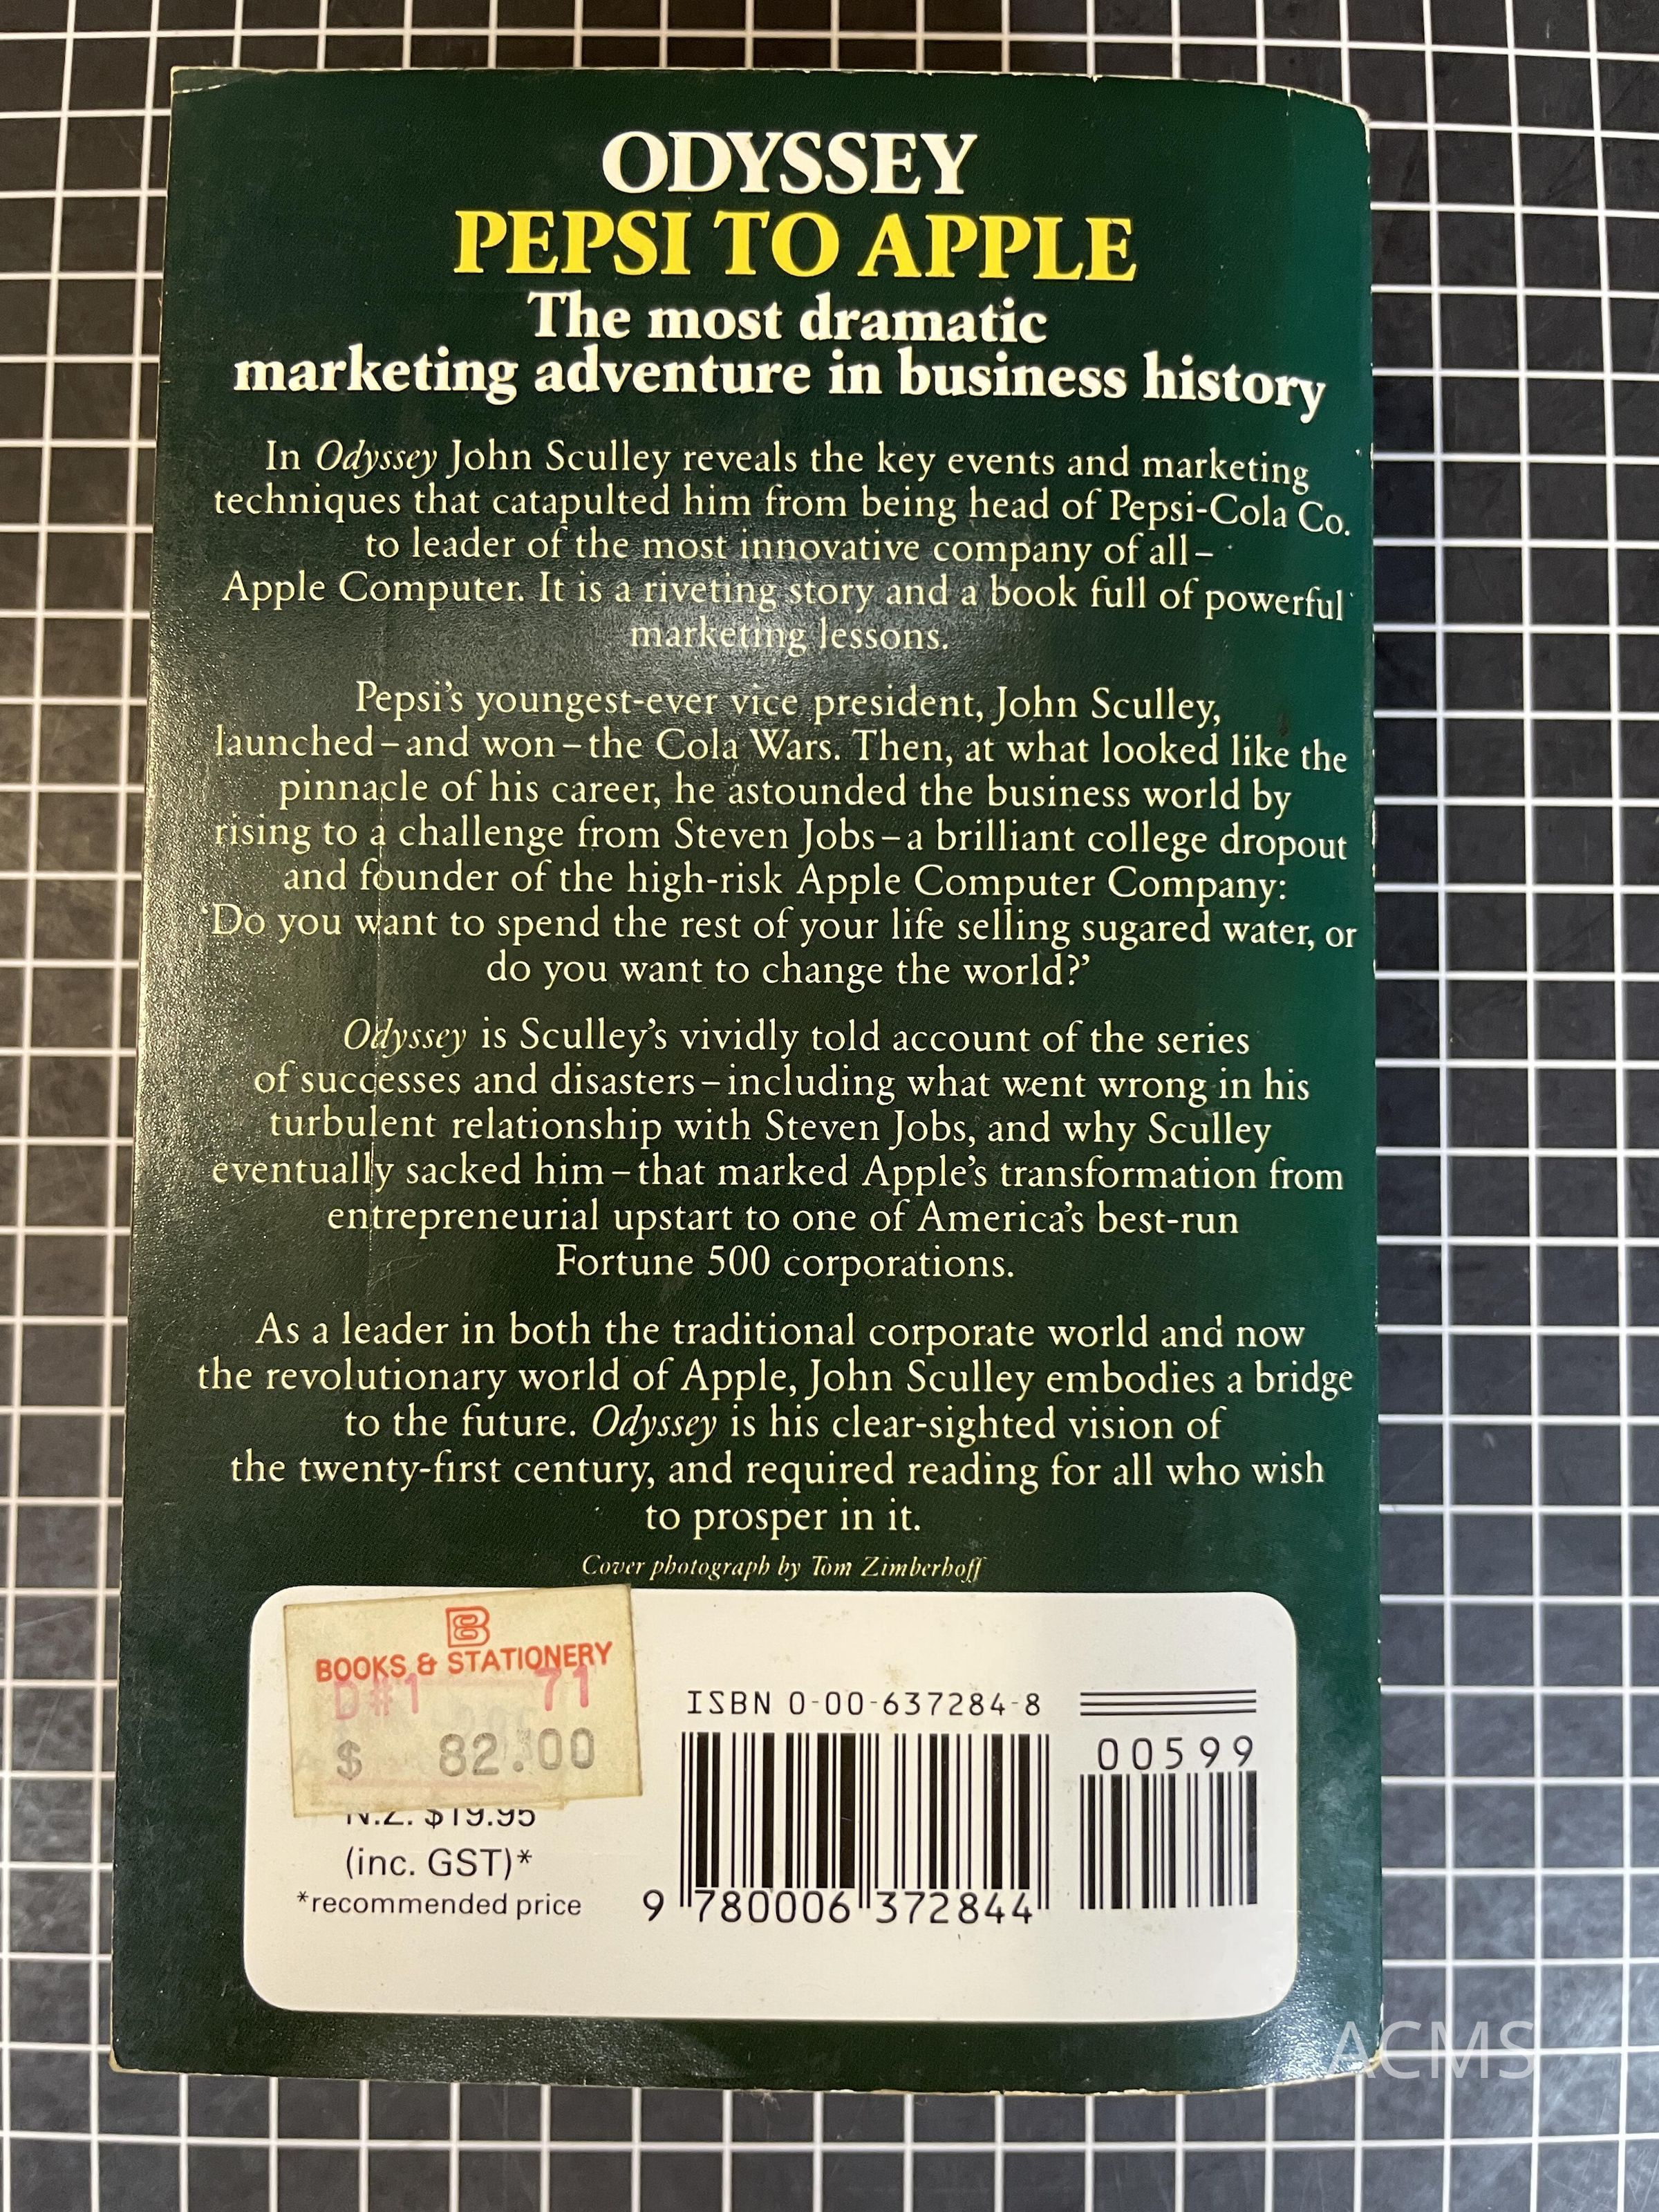 ODYSSEY
PEPSI TO APPLE
The most dramatic
marketing adventure in business history
In Odyssey John Sculley reveals the key events and marketing
techniques that catapulted him from being head of Pepsi-Cola Co.
to leader of the most innovative company of all–
Apple Computer. It is a riveting story and a book full of powerful
marketing lessons.
Pepsi's youngest-ever vice president, John Sculley,
launched–and won–the Cola Wars. Then, at what looked like the
pinnacle of his career, he astounded the business world by
rising to a challenge from Steven Jobs–a brilliant college dropout
and founder of the high-risk Apple Computer Company:
'Do you want to spend the rest of your life selling sugared water, or
do you want to change the world?'
Odyssey is Sculley's vividly told account of the series
of successes and disasters–including what went wrong in his
turbulent relationship with Steven Jobs, and why Sculley
eventually sacked him–that marked Apple's transformation from
entrepreneurial upstart to one of America's best-run
Fortune 500 corporations.
As a leader in both the traditional corporate world and now
the revolutionary world of Apple, John Sculley embodies a bridge
to the future. Odyssey is his clear-sighted vision of
the twenty-first century, and required reading for all who wish
to prosper in it.
Cover photograph by Tom Zimberhoff
B
BOOKS & STATIONERY
D#1 71
$ 82.00
N.Z. $19.95
(inc. GST)*
*recommended price
ISBN 0-00-637284-8
00599
9 780006 372844
ACMS